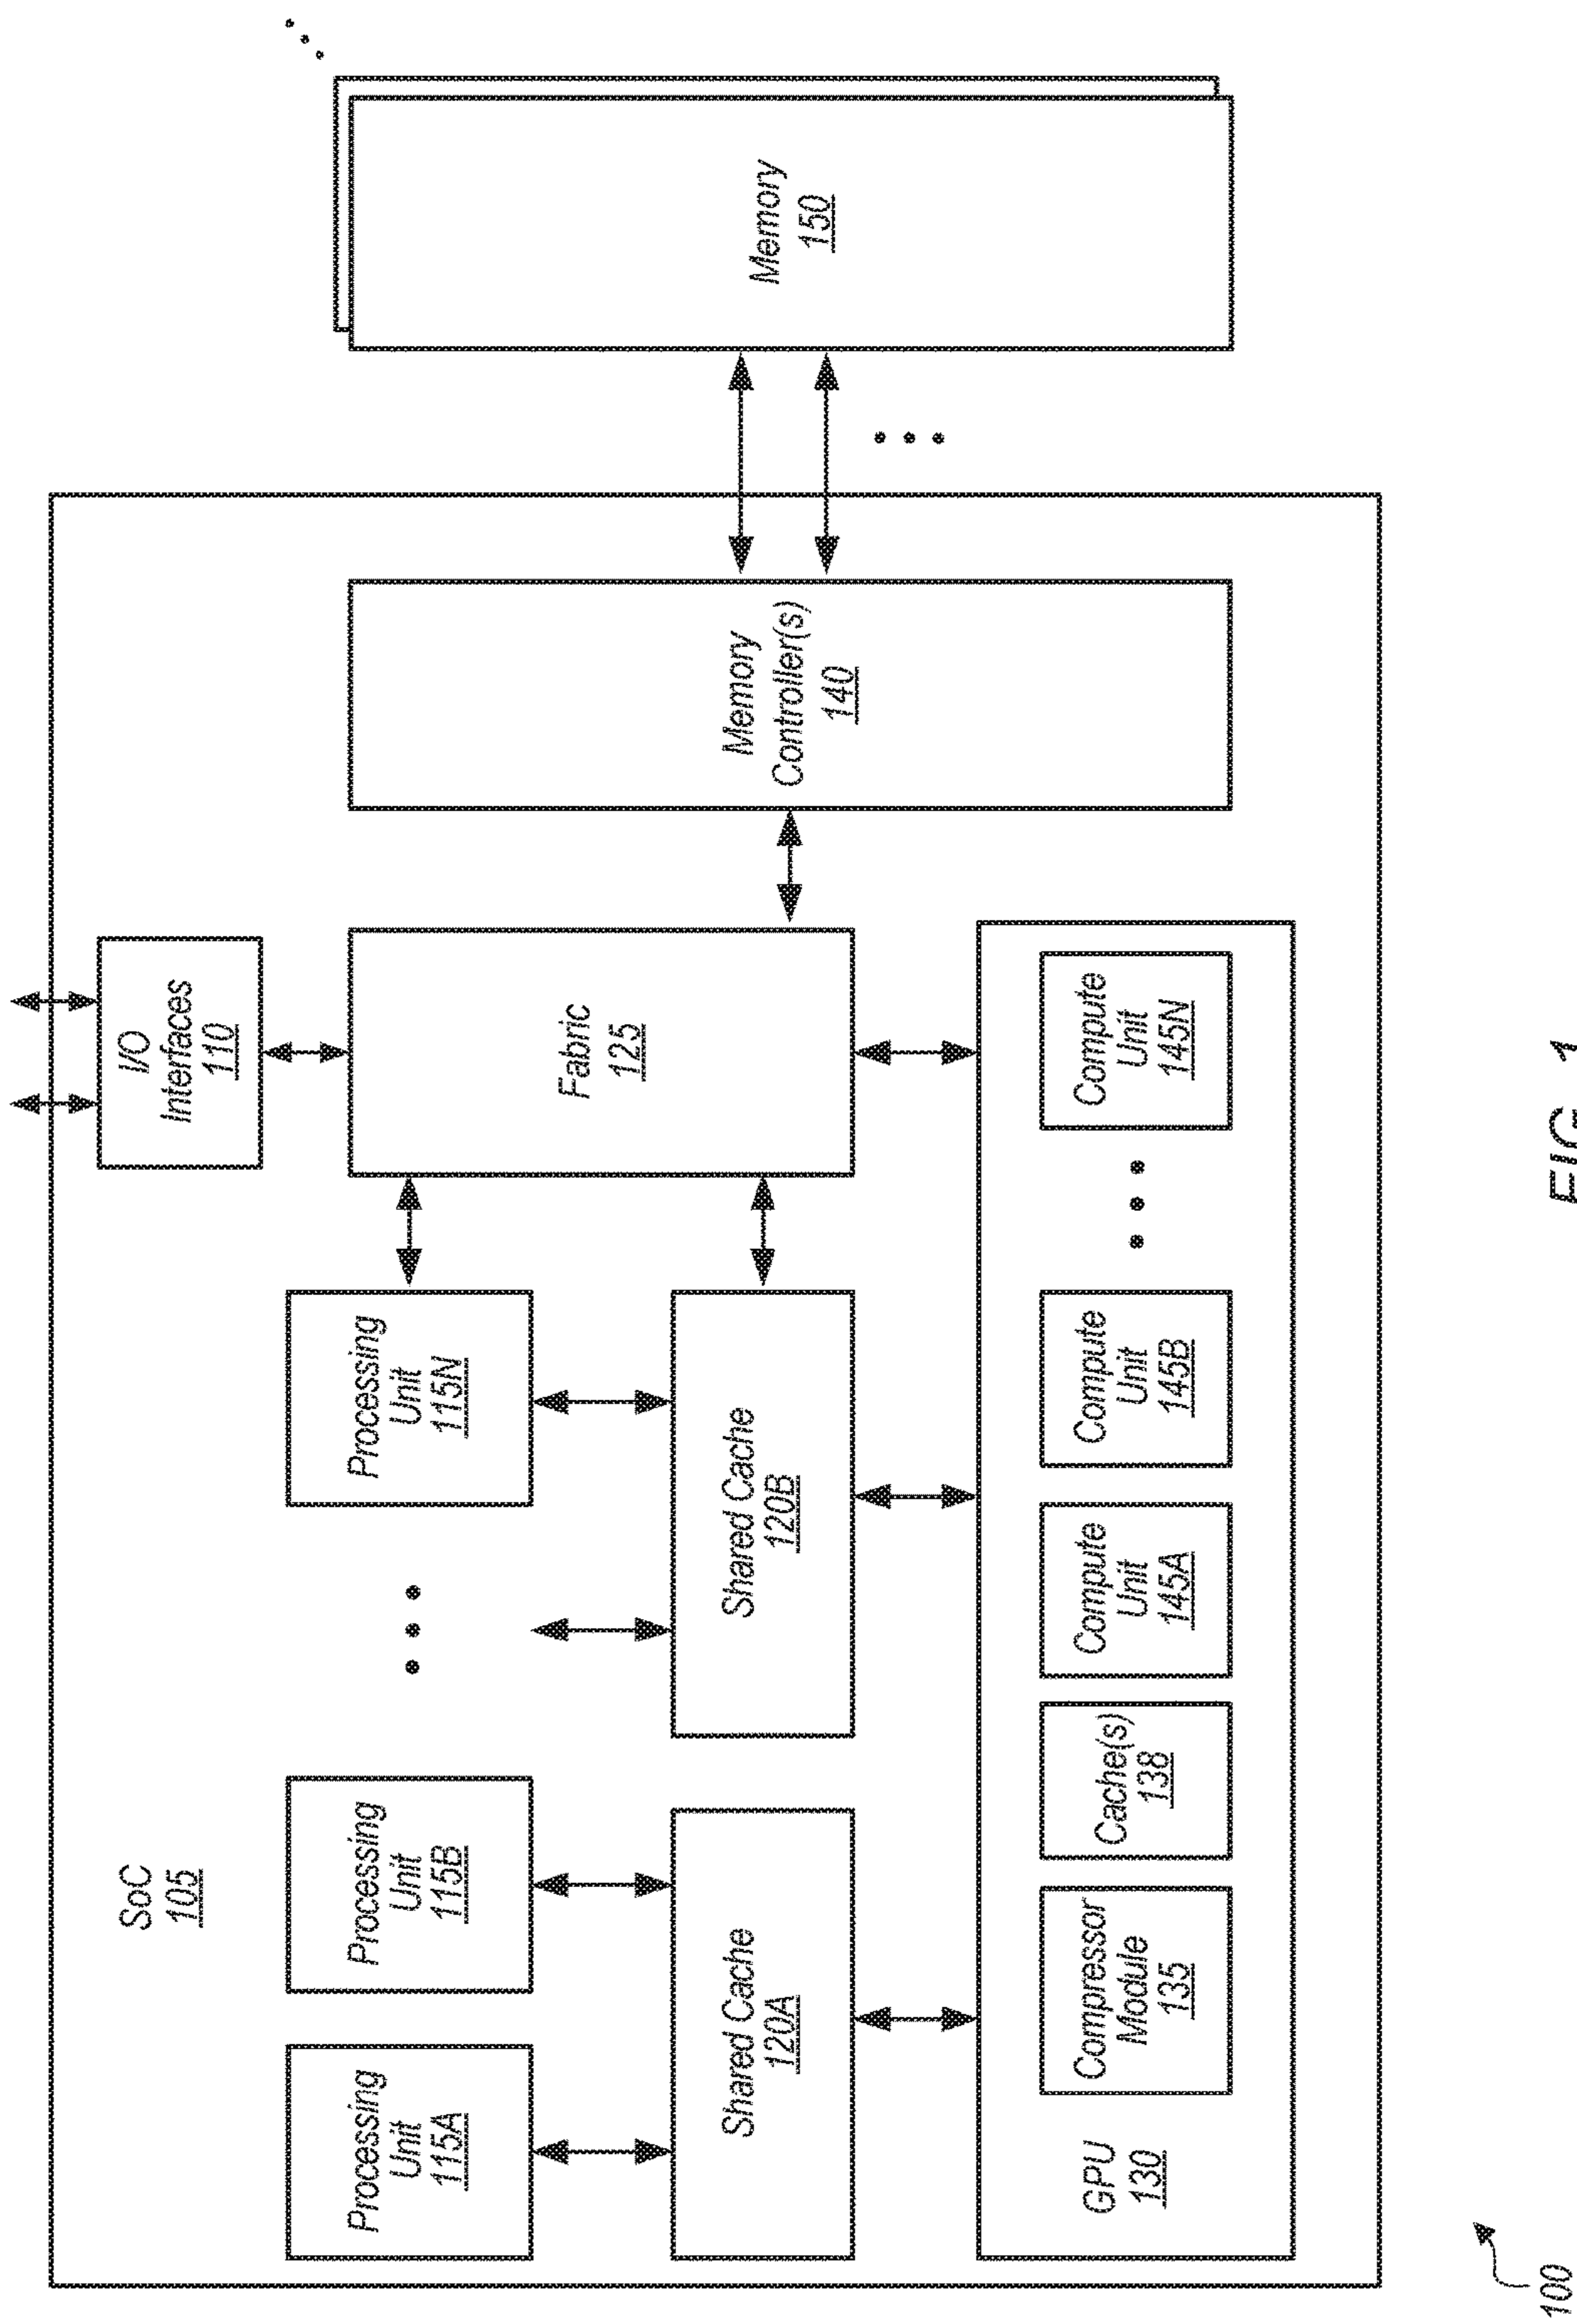 SoC
105
I/O
Interfaces
110
Processing
Unit
115A
Processing
Unit
115B
Processing
Unit
115N
Shared Cache
120A
Shared Cache
120B
Fabric
125
Memory
Controller(s)
140
Memory
150
GPU
130
Compressor
Module
135
Cache(s)
138
Compute
Unit
145A
Compute
Unit
145B
Compute
Unit
145N
100
FIG. 1